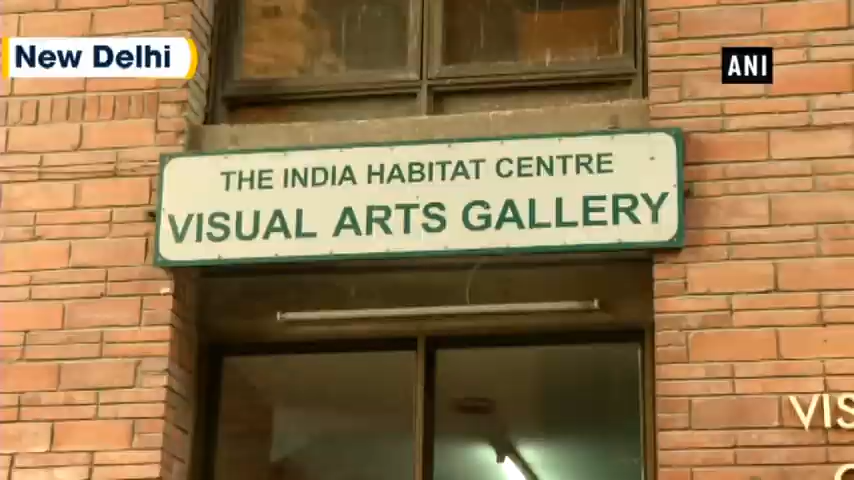 New Delhi
ANI
THE INDIA HABITAT CENTRE
VISUAL ARTS GALLERY